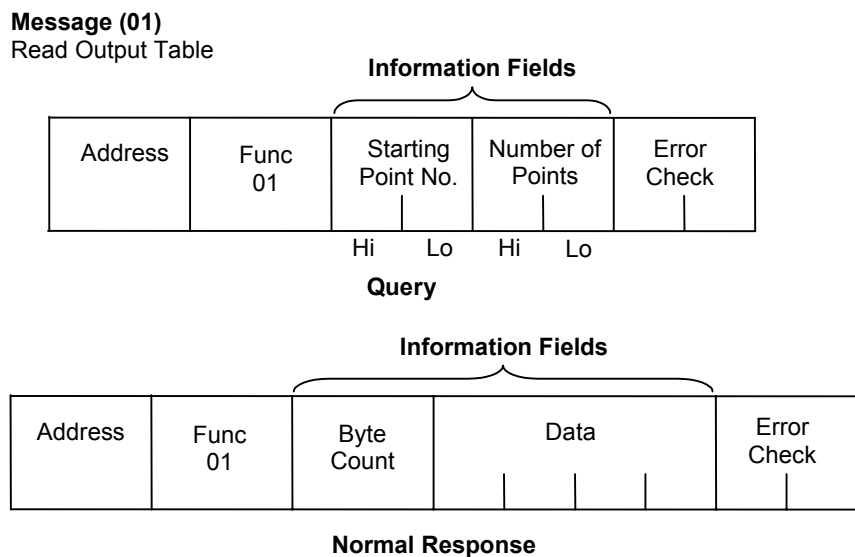 Message (01)
Read Output Table
Information Fields
Address
Func
01
Starting
Point No.
Number of
Points
Error
Check
Hi Lo Hi Lo
Query
Information Fields
Address
Func
01
Byte
Count
Data
Error
Check
Normal Response